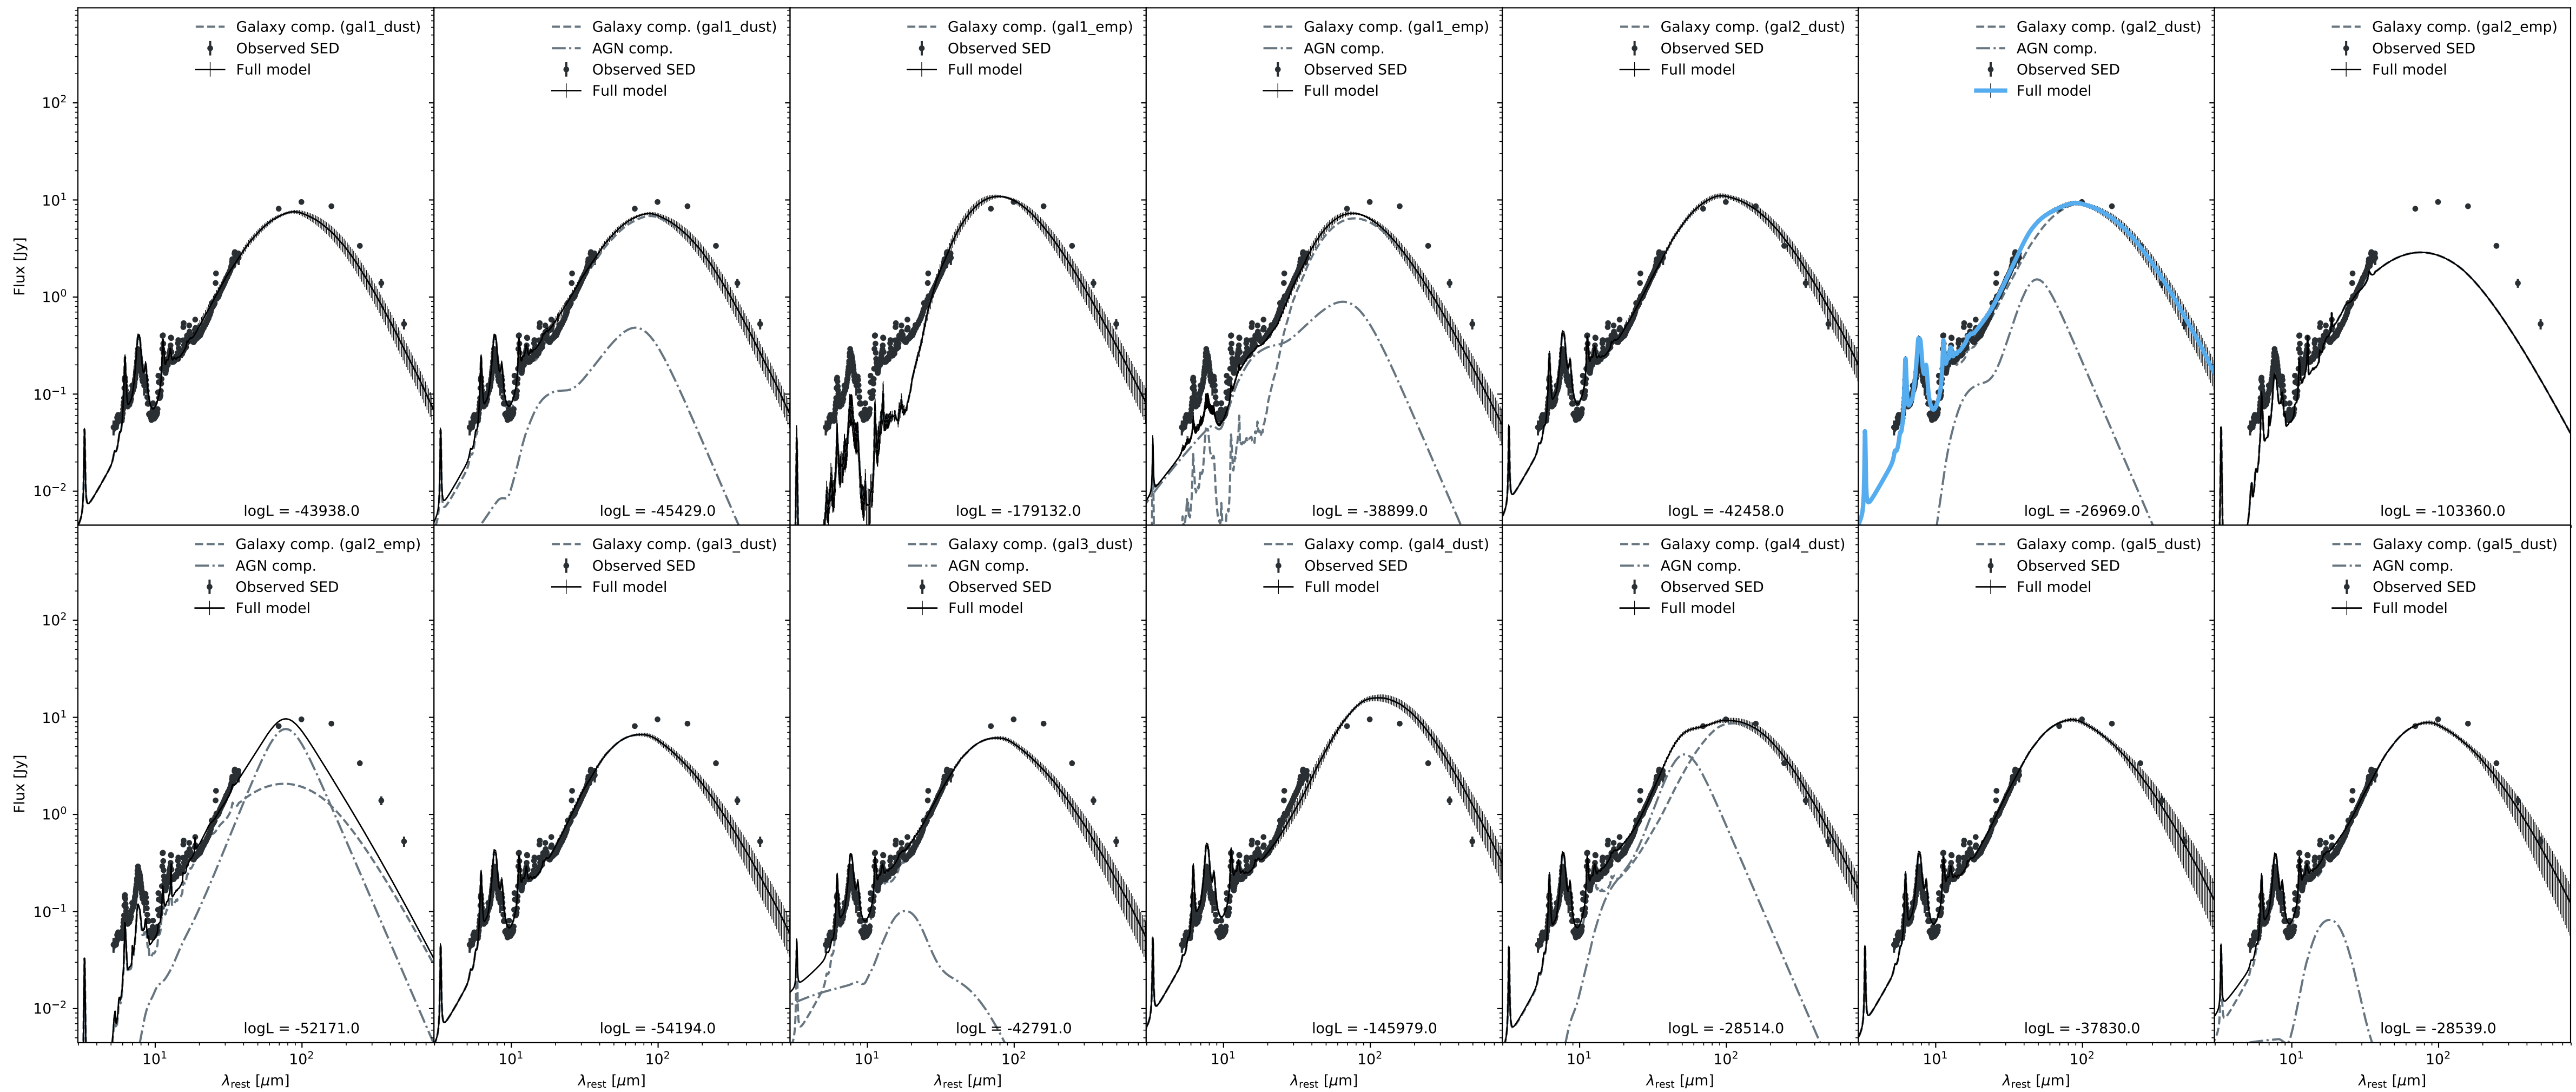 Galaxy comp. (gal1_dust)
Observed SED
Full model
logL = -43938.0
Galaxy comp. (gal1_dust)
AGN comp.
Observed SED
Full model
logL = -45429.0
Galaxy comp. (gal1_emp)
Observed SED
Full model
logL = -179132.0
Galaxy comp. (gal1_emp)
AGN comp.
Observed SED
Full model
logL = -38899.0
Galaxy comp. (gal2_dust)
Observed SED
Full model
logL = -42458.0
Galaxy comp. (gal2_dust)
AGN comp.
Observed SED
Full model
logL = -26969.0
Galaxy comp. (gal2_emp)
Observed SED
Full model
logL = -103360.0
Flux [Jy]
10²
10¹
10⁰
10⁻¹
10⁻²
Galaxy comp. (gal2_emp)
AGN comp.
Observed SED
Full model
logL = -52171.0
Galaxy comp. (gal3_dust)
Observed SED
Full model
logL = -54194.0
Galaxy comp. (gal3_dust)
AGN comp.
Observed SED
Full model
logL = -42791.0
Galaxy comp. (gal4_dust)
Observed SED
Full model
logL = -145979.0
Galaxy comp. (gal4_dust)
AGN comp.
Observed SED
Full model
logL = -28514.0
Galaxy comp. (gal5_dust)
Observed SED
Full model
logL = -37830.0
Galaxy comp. (gal5_dust)
AGN comp.
Observed SED
Full model
logL = -28539.0
Flux [Jy]
10²
10¹
10⁰
10⁻¹
10⁻²
10¹ 10² 10¹ 10² 10¹ 10² 10¹ 10² 10¹ 10² 10¹ 10² 10¹ 10²
λrest [μm] λrest [μm] λrest [μm] λrest [μm] λrest [μm] λrest [μm] λrest [μm]